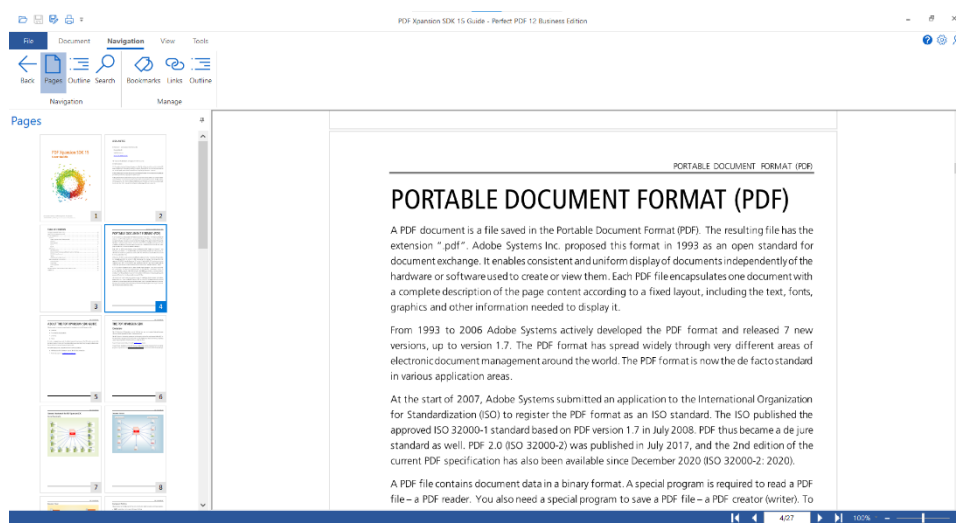 PDF Xpansion SDK 15 Guide - Perfect PDF 12 Business Edition
File Document Navigation View Tools
Back Pages Outline Search Bookmarks Links Outline
Navigation Manage
Pages
PDF Xpansion SDK 15
1
2
3
4
5
6
7
8
PORTABLE DOCUMENT FORMAT (PDF)
PORTABLE DOCUMENT FORMAT (PDF)
A PDF document is a file saved in the Portable Document Format (PDF). The resulting file has the
extension ".pdf". Adobe Systems Inc. proposed this format in 1993 as an open standard for
document exchange. It enables consistent and uniform display of documents independently of the
hardware or software used to create or view them. Each PDF file encapsulates one document with
a complete description of the page content according to a fixed layout, including the text, fonts,
graphics and other information needed to display it.
From 1993 to 2006 Adobe Systems actively developed the PDF format and released 7 new
versions, up to version 1.7. The PDF format has spread widely through very different areas of
electronic document management around the world. The PDF format is now the de facto standard
in various application areas.
At the start of 2007, Adobe Systems submitted an application to the International Organization
for Standardization (ISO) to register the PDF format as an ISO standard. The ISO published the
approved ISO 32000-1 standard based on PDF version 1.7 in July 2008. PDF thus became a de jure
standard as well. PDF 2.0 (ISO 32000-2) was published in July 2017, and the 2nd edition of the
current PDF specification has also been available since December 2020 (ISO 32000-2: 2020).
A PDF file contains document data in a binary format. A special program is required to read a PDF
file – a PDF reader. You also need a special program to save a PDF file – a PDF creator (writer). To
4/27 100%